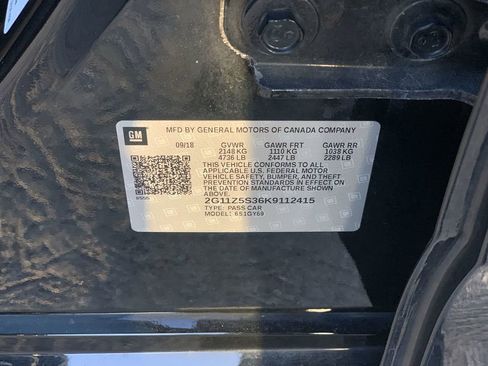 GM
MFD BY GENERAL MOTORS OF CANADA COMPANY
09/18 GVWR GAWR FRT GAWR RR
2148 KG 1110 KG 1038 KG
4736 LB 2447 LB 2289 LB
THIS VEHICLE CONFORMS TO ALL
APPLICABLE U.S. FEDERAL MOTOR
VEHICLE SAFETY, BUMPER, AND THEFT
PREVENTION STANDARDS IN EFFECT
ON THE DATE OF MANUFACTURE SHOWN
ABOVE.
2G11Z5S36K9112415
TYPE: PASS CAR
MODEL: 6S1GY69